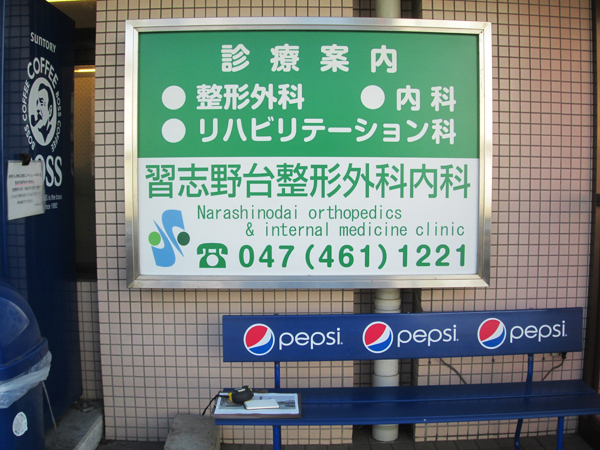 診療案内
●整形外科 ●内科
●リハビリテーション科
習志野台整形外科内科
Narashinodai orthopedics
& internal medicine clinic
☎047(461)1221
SUNTORY
COFFEE
BOSS COFFEE
BOSS
pepsi
pepsi
pepsi